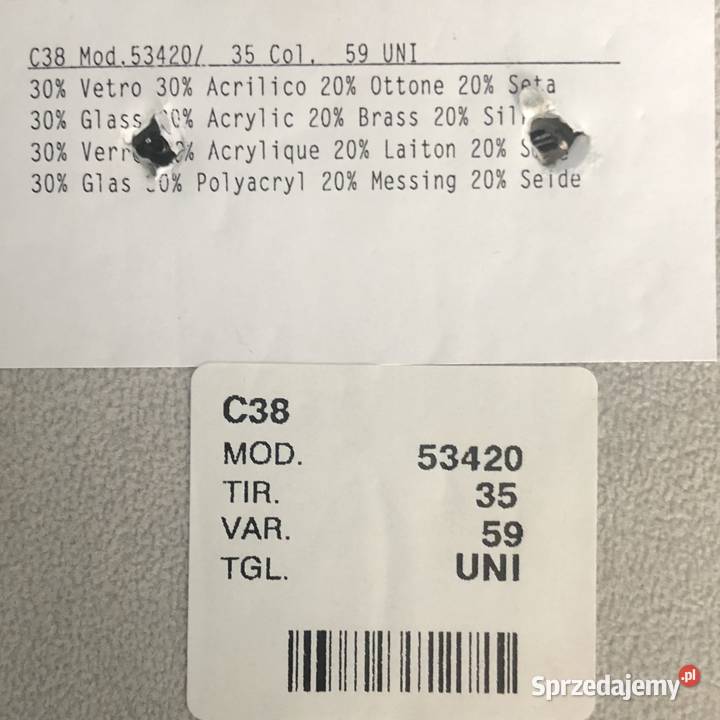 C38 Mod.53420/ 35 Col. 59 UNI
30% Vetro 30% Acrilico 20% Ottone 20% Seta
30% Glass Acrylic 20% Brass 20%
30% Acrylique 20% Laiton 20%
30% Glas 30% Polyacryl 20% Messing 20% Seide
C38
MOD. 53420
TIR. 35
VAR. 59
TGL. UNI
Sprzedajemy.pl